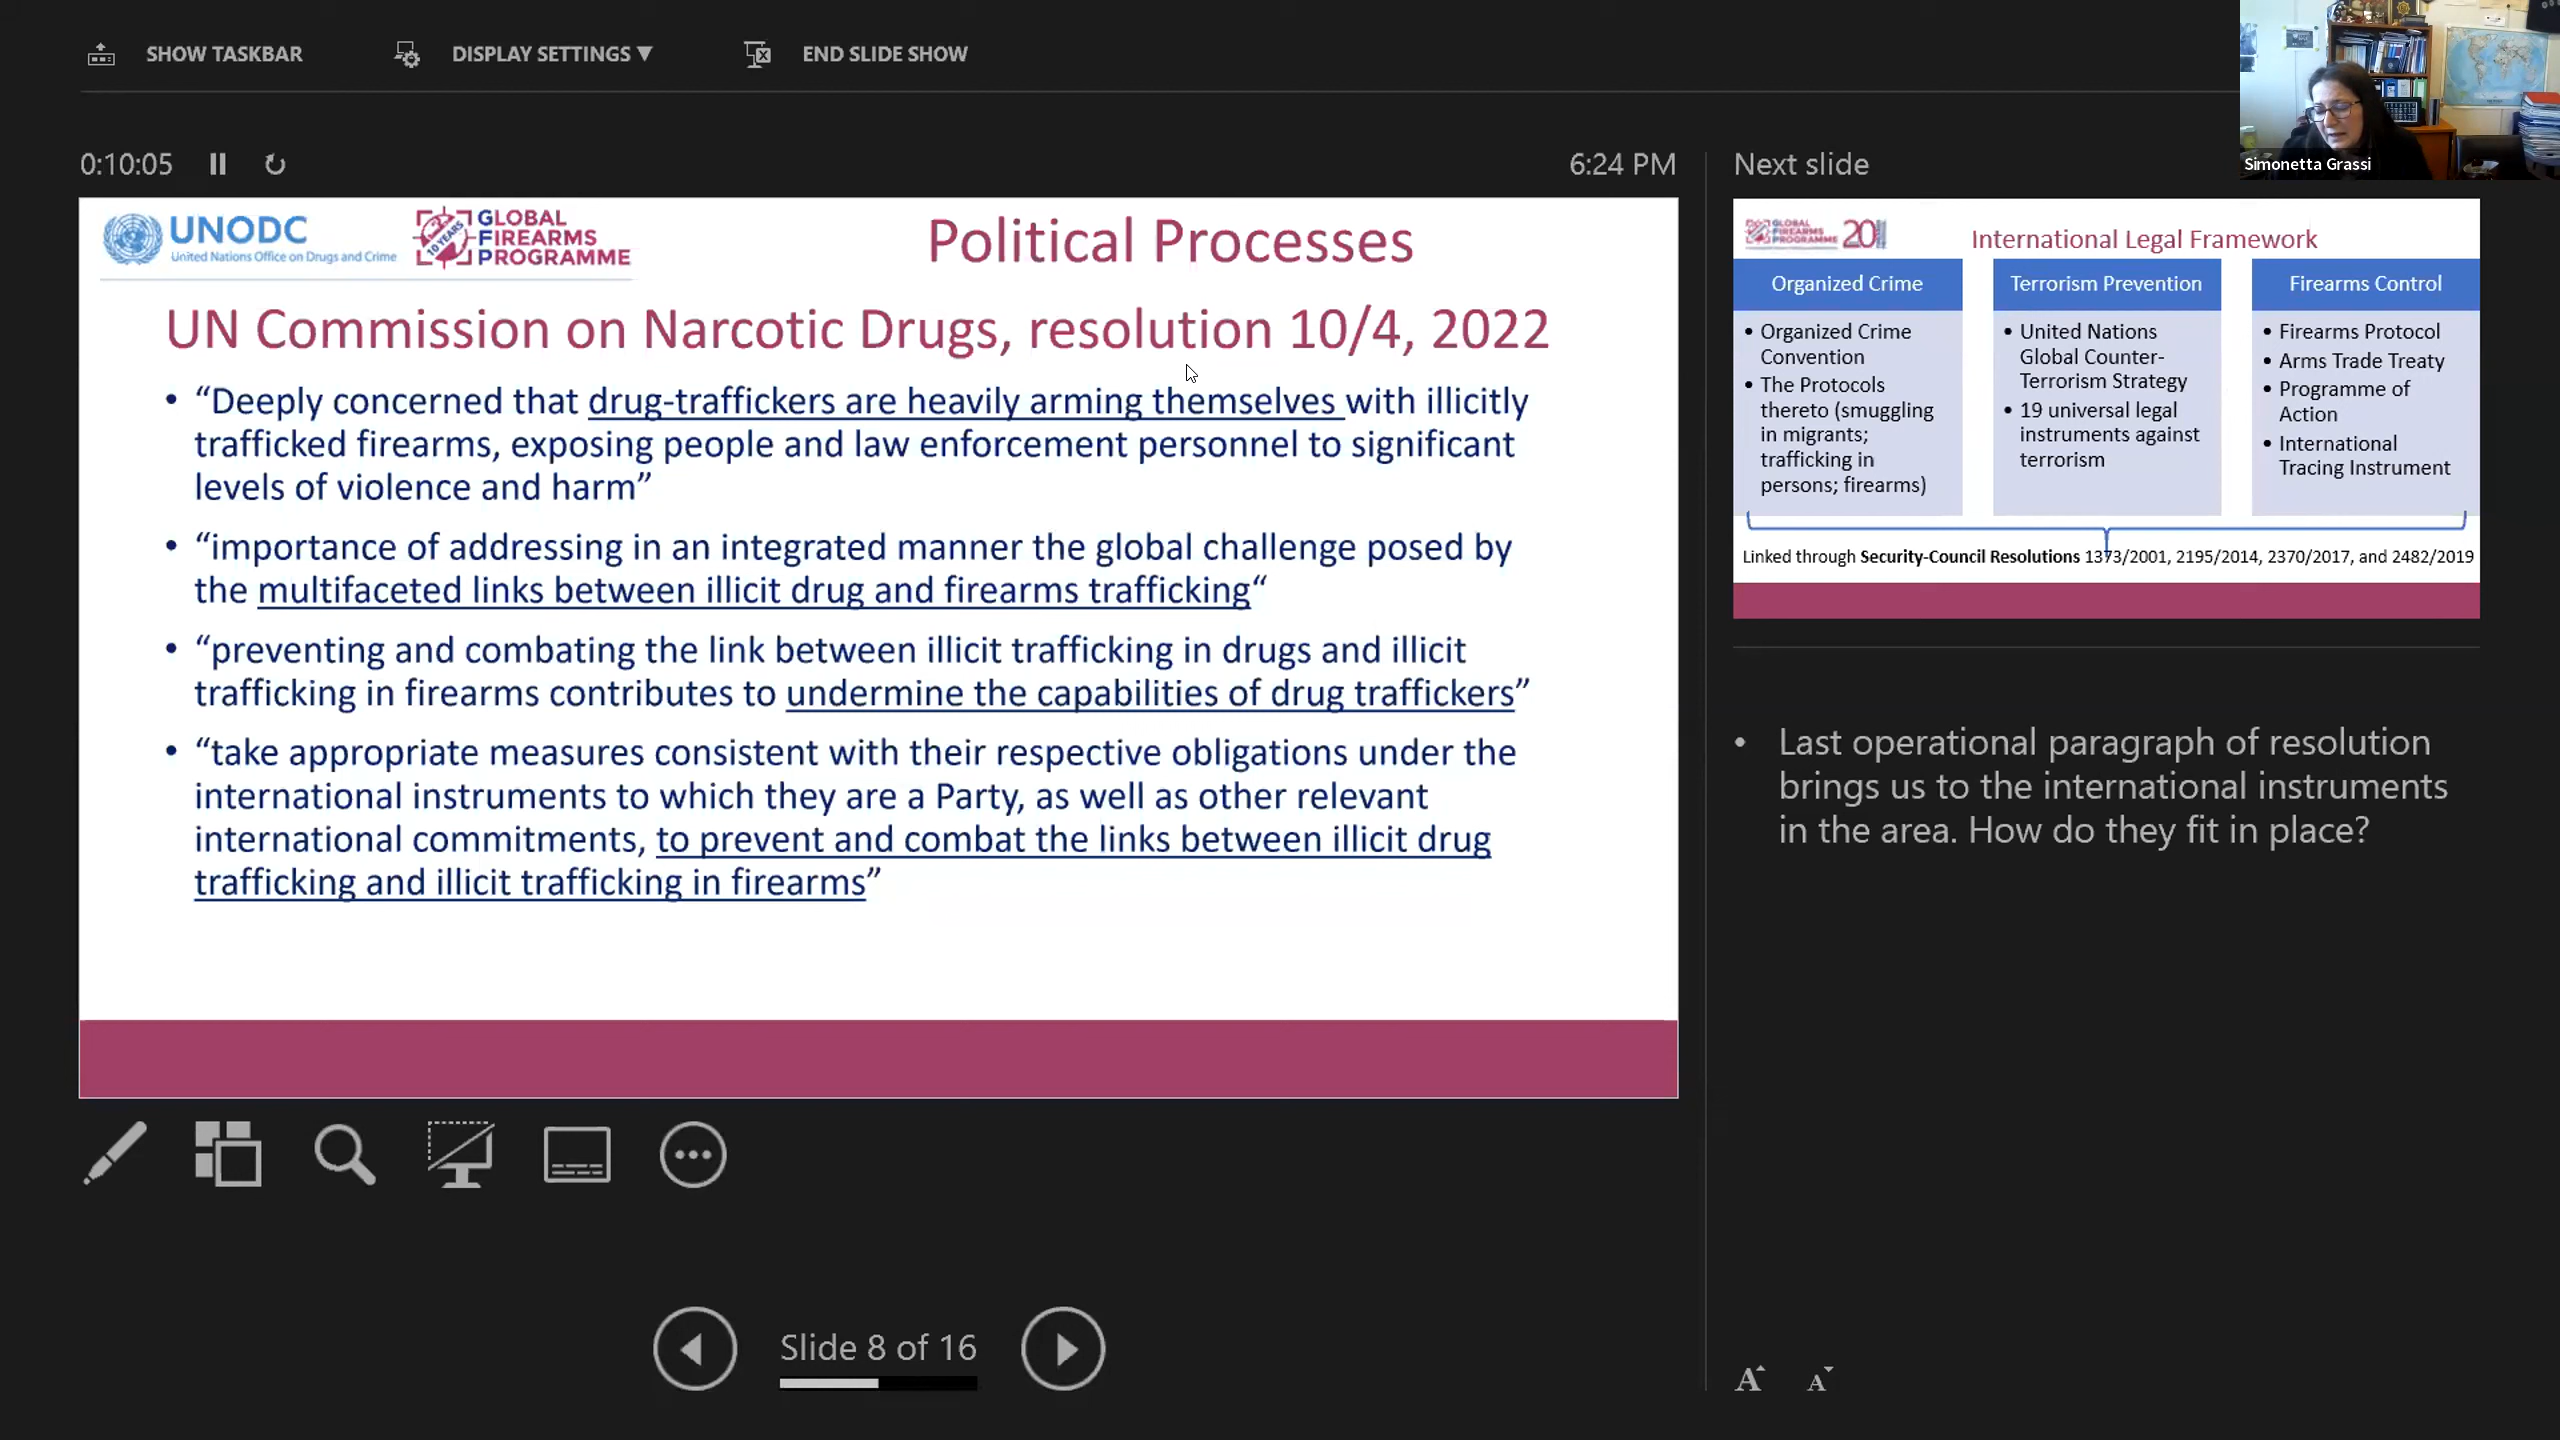 SHOW TASKBAR
DISPLAY SETTINGS ▼
END SLIDE SHOW
Simonetta Grassi
0:10:05
6:24 PM
Next slide
UNODC
United Nations Office on Drugs and Crime
10 YEARS
GLOBAL
FIREARMS
PROGRAMME
Political Processes
UN Commission on Narcotic Drugs, resolution 10/4, 2022
• “Deeply concerned that drug-traffickers are heavily arming themselves with illicitly
trafficked firearms, exposing people and law enforcement personnel to significant
levels of violence and harm”
• “importance of addressing in an integrated manner the global challenge posed by
the multifaceted links between illicit drug and firearms trafficking“
• “preventing and combating the link between illicit trafficking in drugs and illicit
trafficking in firearms contributes to undermine the capabilities of drug traffickers”
• “take appropriate measures consistent with their respective obligations under the
international instruments to which they are a Party, as well as other relevant
international commitments, to prevent and combat the links between illicit drug
trafficking and illicit trafficking in firearms”
GLOBAL
FIREARMS
PROGRAMME
20
International Legal Framework
Organized Crime
• Organized Crime
Convention
• The Protocols
thereto (smuggling
in migrants;
trafficking in
persons; firearms)
Terrorism Prevention
• United Nations
Global Counter-
Terrorism Strategy
• 19 universal legal
instruments against
terrorism
Firearms Control
• Firearms Protocol
• Arms Trade Treaty
• Programme of
Action
• International
Tracing Instrument
Linked through Security-Council Resolutions 1373/2001, 2195/2014, 2370/2017, and 2482/2019
• Last operational paragraph of resolution
brings us to the international instruments
in the area. How do they fit in place?
Slide 8 of 16
A A